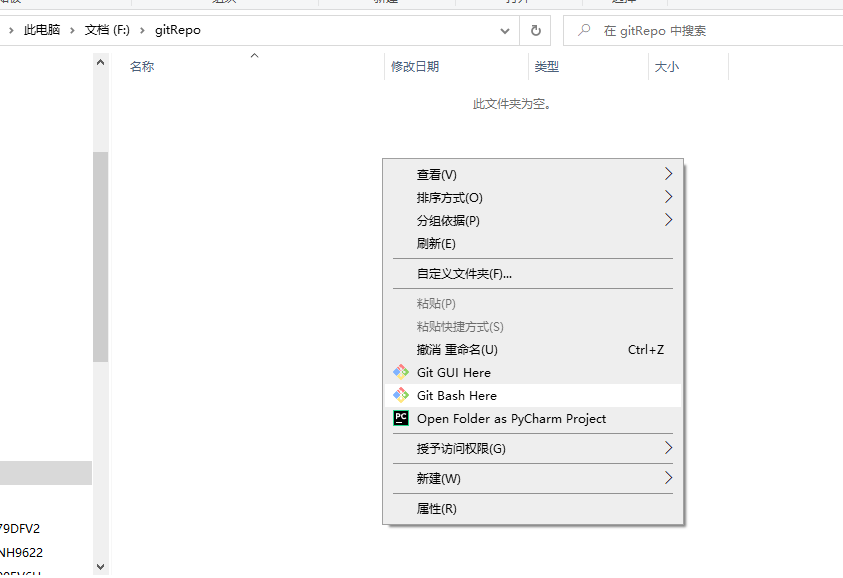 此电脑 文档 (F:) gitRepo 在 gitRepo 中搜索
名称 修改日期 类型 大小
此文件夹为空。
查看(V)
排序方式(O)
分组依据(P)
刷新(E)
自定义文件夹(F)...
粘贴(P)
粘贴快捷方式(S)
撤消 重命名(U) Ctrl+Z
Git GUI Here
Git Bash Here
PC Open Folder as PyCharm Project
授予访问权限(G)
新建(W)
属性(R)
79DFV2
NH9622